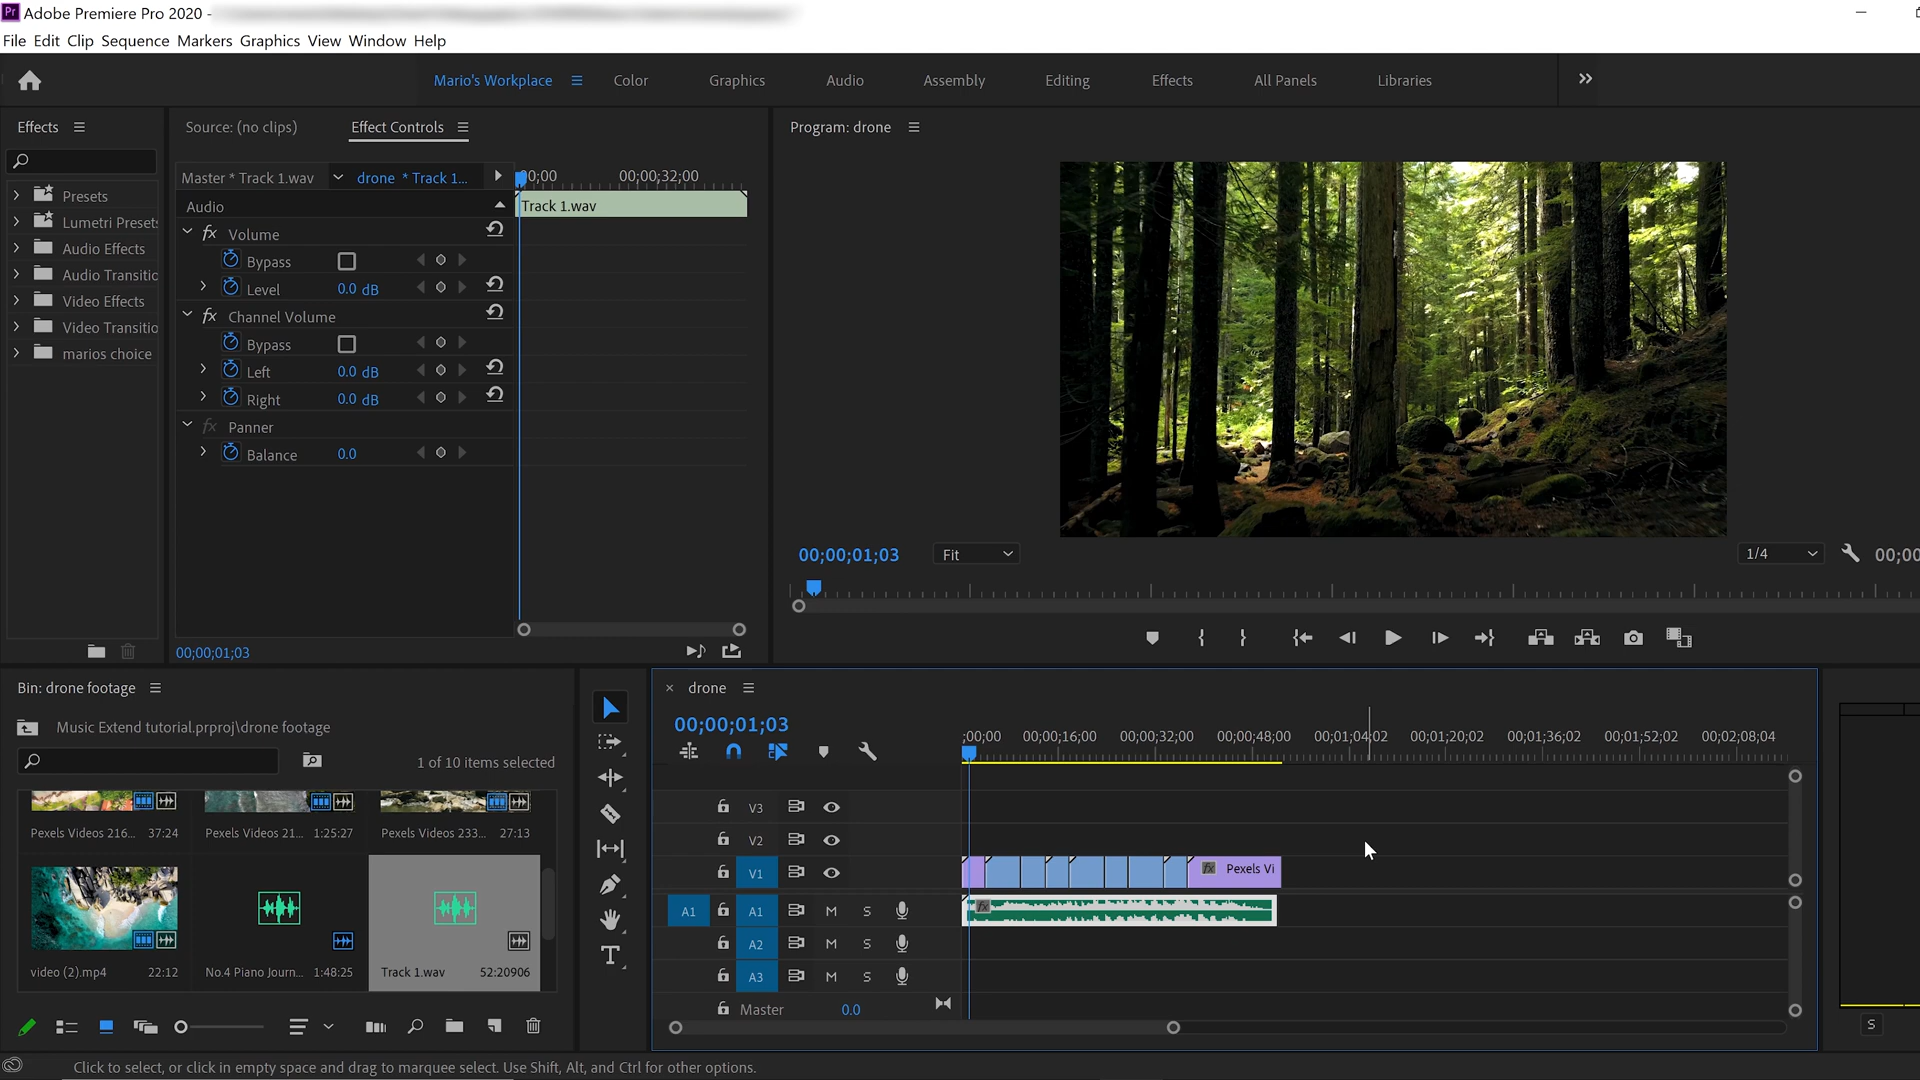 Pr Adobe Premiere Pro 2020 -
File Edit Clip Sequence Markers Graphics View Window Help
Mario's Workplace Color Graphics Audio Assembly Editing Effects All Panels Libraries
Effects
Presets
Lumetri Presets
Audio Effects
Audio Transitio
Video Effects
Video Transitio
marios choice
Source: (no clips) Effect Controls
Master * Track 1.wav drone * Track 1... 00;00 00;00;32;00
Audio Track 1.wav
fx Volume
Bypass
Level 0.0 dB
fx Channel Volume
Bypass
Left 0.0 dB
Right 0.0 dB
fx Panner
Balance 0.0
00;00;01;03
Program: drone
00;00;01;03 Fit 1/4 00;00
Bin: drone footage
Music Extend tutorial.prproj\drone footage
1 of 10 items selected
Pexels Videos 216... 37:24 Pexels Videos 21... 1:25:27 Pexels Videos 233... 27:13
video (2).mp4 22:12 No.4 Piano Journ... 1:48:25 Track 1.wav 52:20906
drone
00;00;01;03
;00;00 00;00;16;00 00;00;32;00 00;00;48;00 00;01;04;02 00;01;20;02 00;01;36;02 00;01;52;02 00;02;08;04
V3
V2
V1 fx Pexels Vi
A1 A1 M S fx
A2 M S
A3 M S
Master 0.0
S
Click to select, or click in empty space and drag to marquee select. Use Shift, Alt, and Ctrl for other options.